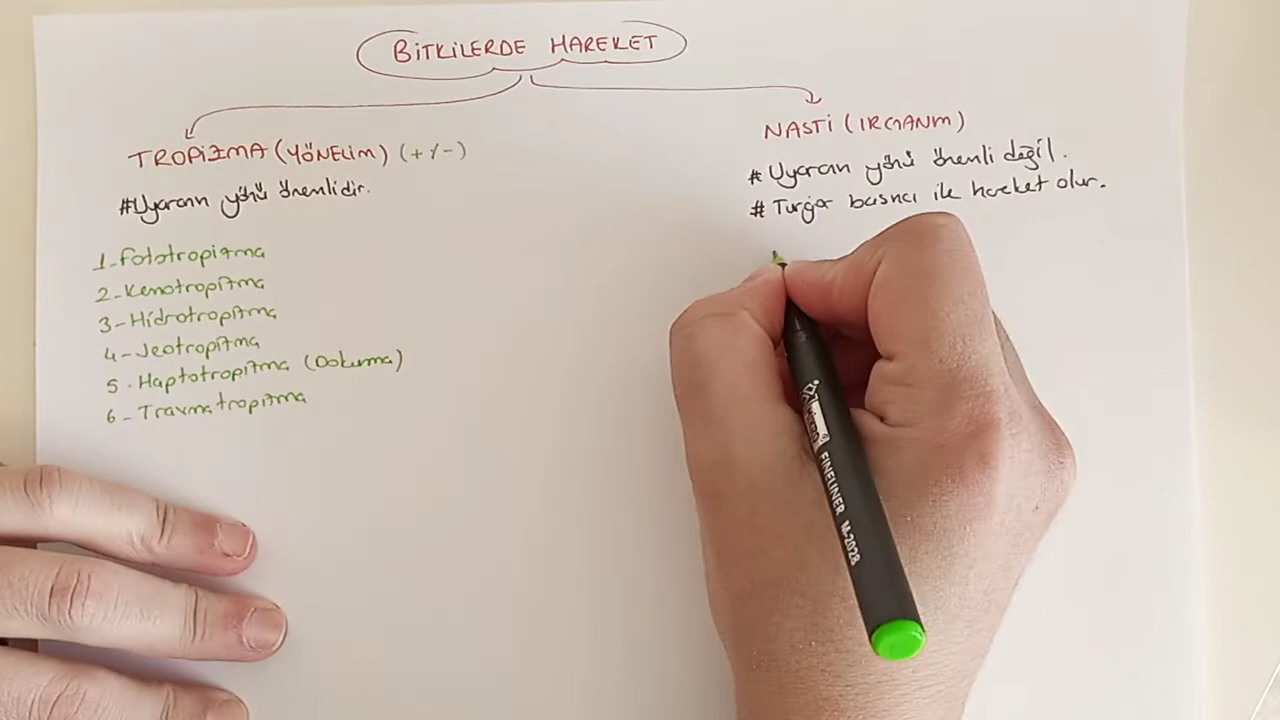 BİTKİLERDE HAREKET
TROPİZMA (YÖNELİM) (+/-)
#Uyaran yönü önemlidir.
1-Fototropizma
2-Kemotropizma
3-Hidrotropizma
4-Jeotropizma
5-Haptotropizma (Dokunma)
6-Travmatropizma
NASTİ (IRGANIM)
# Uyaran yönü önemli değil.
# Turgor basıncı ile hareket olur.
FINELINER M-2028